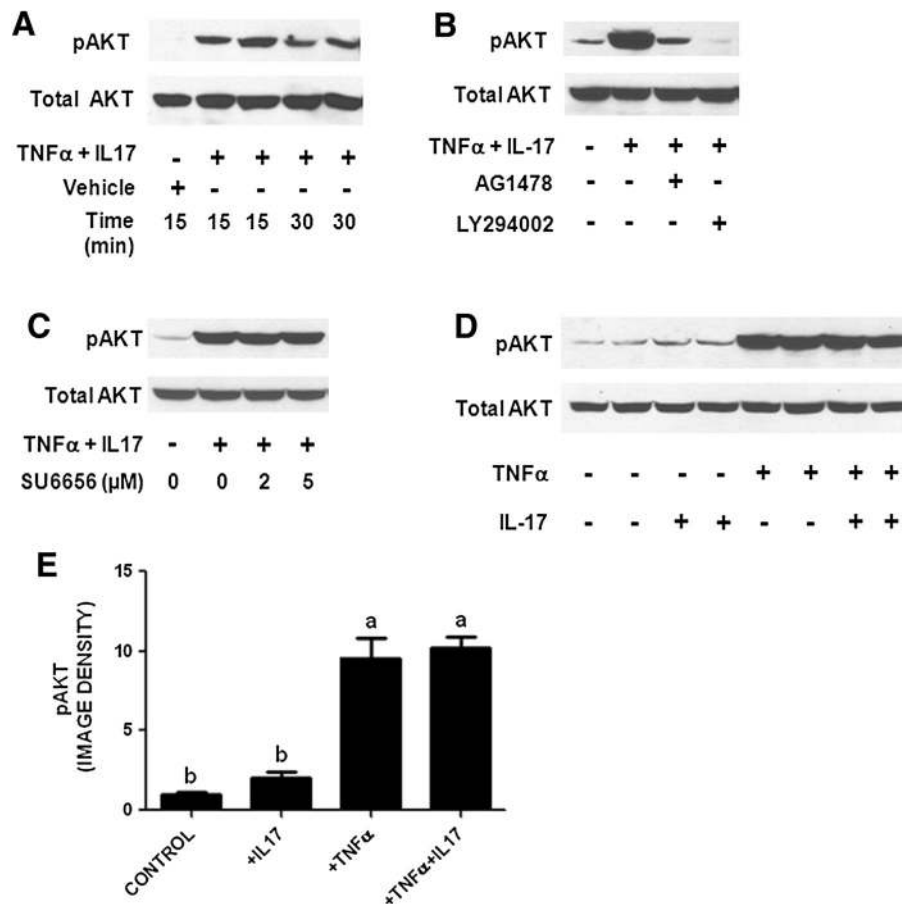 A
pAKT
Total AKT
TNFα + IL17 - + + + +
Vehicle + - - - -
Time (min) 15 15 15 30 30
B
pAKT
Total AKT
TNFα + IL-17 - + + +
AG1478 - - + -
LY294002 - - - +
C
pAKT
Total AKT
TNFα + IL17 - + + +
SU6656 (µM) 0 0 2 5
D
pAKT
Total AKT
TNFα - - - - + + + +
IL-17 - - + + - - + +
E
pAKT
(IMAGE DENSITY)
15
10
5
0
b
b
a
a
CONTROL
+IL17
+TNFα
+TNFα+IL17